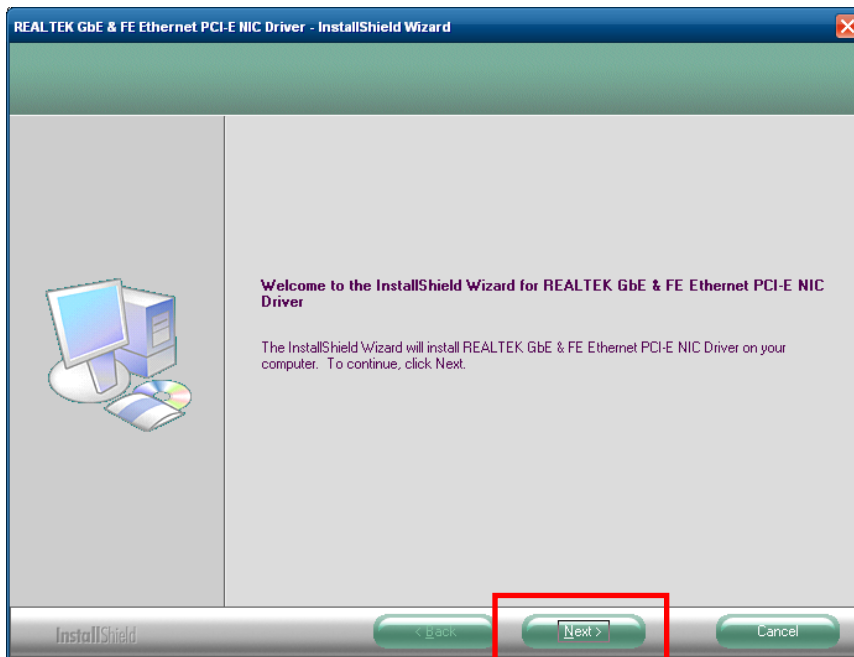 REALTEK GbE & FE Ethernet PCI-E NIC Driver - InstallShield Wizard
Welcome to the InstallShield Wizard for REALTEK GbE & FE Ethernet PCI-E NIC
Driver
The InstallShield Wizard will install REALTEK GbE & FE Ethernet PCI-E NIC Driver on your
computer. To continue, click Next.
InstallShield
< Back
Next >
Cancel